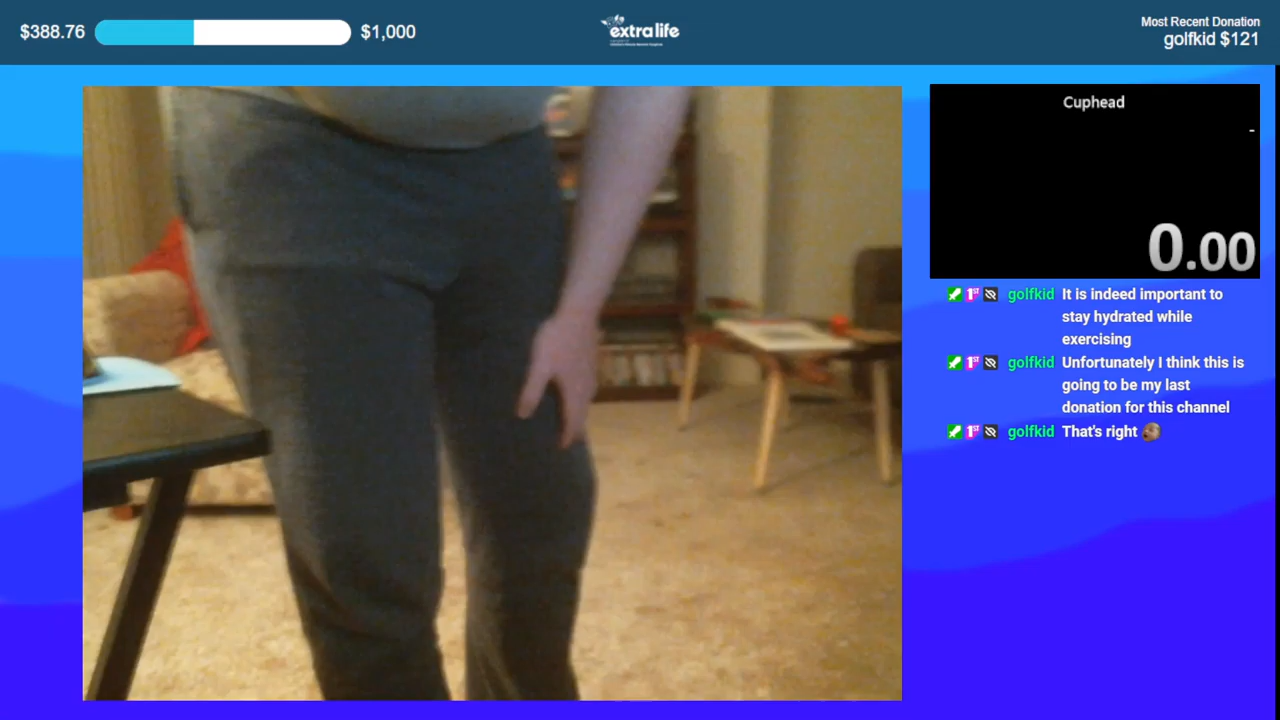 $388.76
$1,000
extralife
Most Recent Donation
golfkid $121
Cuphead
-
0.00
golfkid It is indeed important to
stay hydrated while
exercising
golfkid Unfortunately I think this is
going to be my last
donation for this channel
golfkid That's right